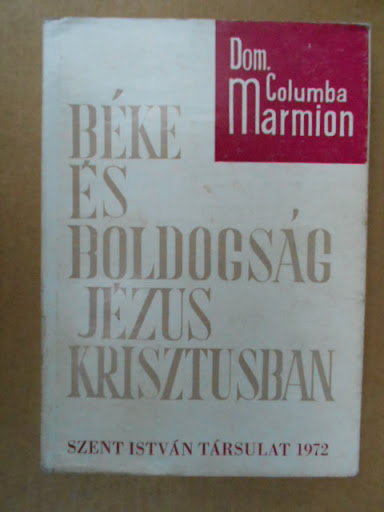 Dom.
Columba
Marmion
BÉKE
ÉS
BOLDOGSÁG
JÉZUS
KRISZTUSBAN
SZENT ISTVÁN TÁRSULAT 1972